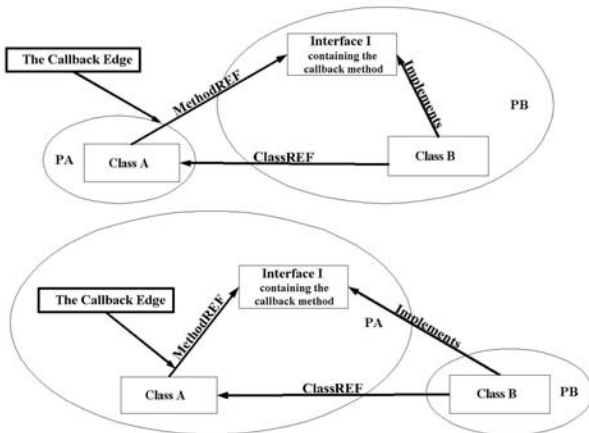 Interface I
containing the
callback method
The Callback Edge
MethodREF
Implements
PB
PA
Class A
ClassREF
Class B
Interface I
containing the
callback method
The Callback Edge
MethodREF
PA
Implements
Class A
ClassREF
Class B
PB